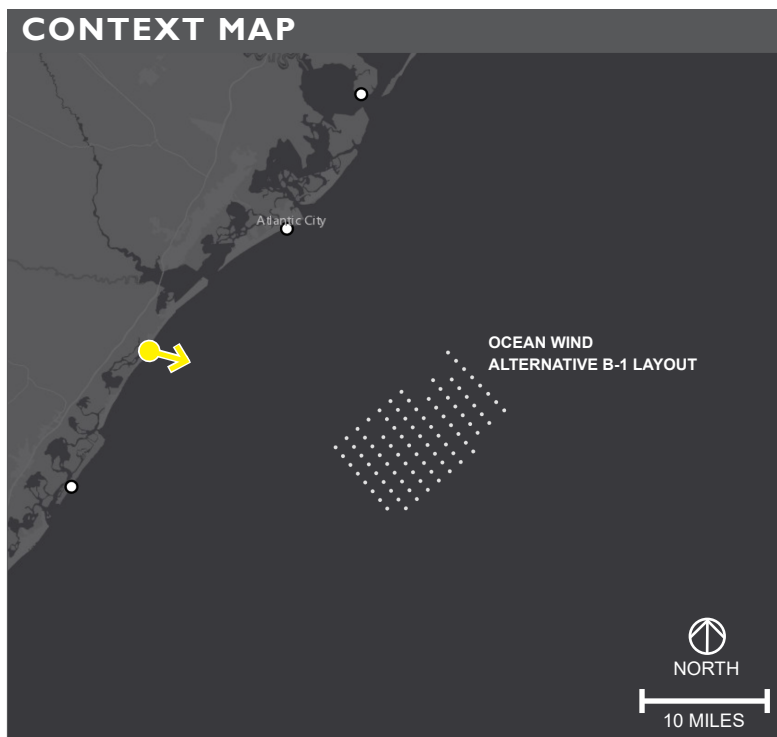 CONTEXT MAP
Atlantic City
OCEAN WIND
ALTERNATIVE B-1 LAYOUT
NORTH
10 MILES